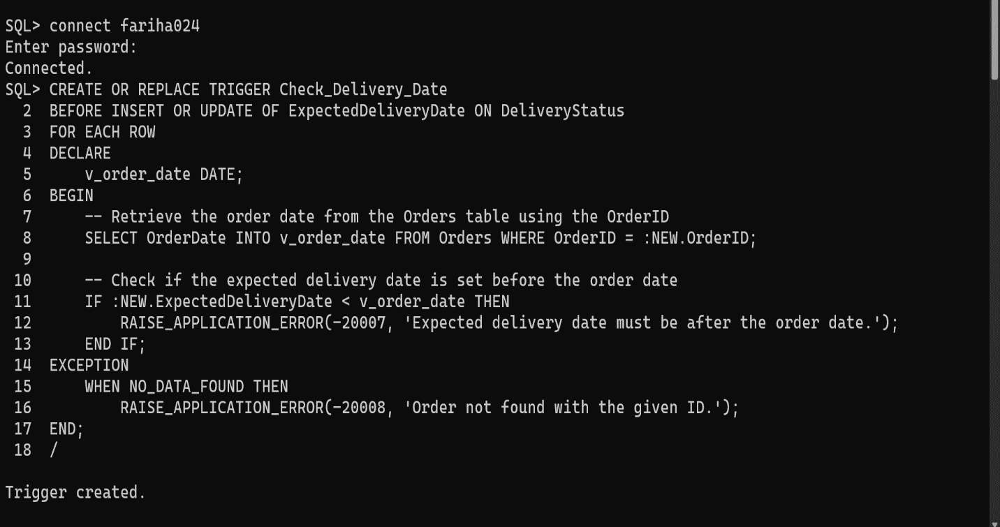 SQL> connect fariha024
Enter password:
Connected.
SQL> CREATE OR REPLACE TRIGGER Check_Delivery_Date
  2  BEFORE INSERT OR UPDATE OF ExpectedDeliveryDate ON DeliveryStatus
  3  FOR EACH ROW
  4  DECLARE
  5      v_order_date DATE;
  6  BEGIN
  7      -- Retrieve the order date from the Orders table using the OrderID
  8      SELECT OrderDate INTO v_order_date FROM Orders WHERE OrderID = :NEW.OrderID;
  9
 10      -- Check if the expected delivery date is set before the order date
 11      IF :NEW.ExpectedDeliveryDate < v_order_date THEN
 12          RAISE_APPLICATION_ERROR(-20007, 'Expected delivery date must be after the order date.');
 13      END IF;
 14  EXCEPTION
 15      WHEN NO_DATA_FOUND THEN
 16          RAISE_APPLICATION_ERROR(-20008, 'Order not found with the given ID.');
 17  END;
 18  /

Trigger created.